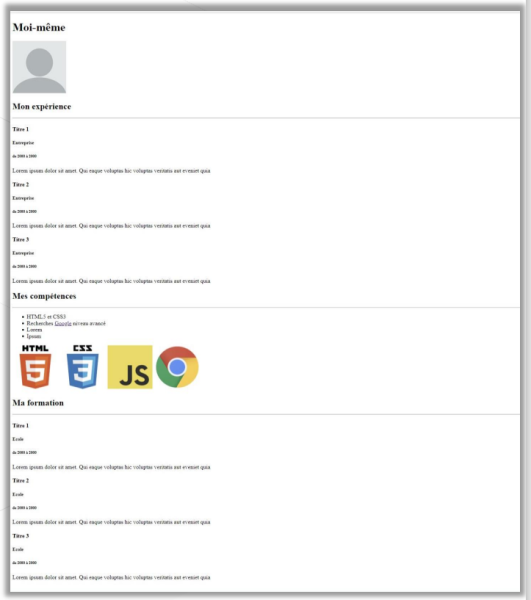 Moi-même
Mon expérience
Titre 1
Entreprise
de 2000 à 2000
Lorem ipsum dolor sit amet. Qui eaque voluptas hic voluptas veritatis aut eveniet quia
Titre 2
Entreprise
de 2000 à 2000
Lorem ipsum dolor sit amet. Qui eaque voluptas hic voluptas veritatis aut eveniet quia
Titre 3
Entreprise
de 2000 à 2000
Lorem ipsum dolor sit amet. Qui eaque voluptas hic voluptas veritatis aut eveniet quia
Mes compétences
HTML5 et CSS3
Recherches Google niveau avancé
Lorem
Ipsum
HTML 5 CSS 3 JS
Ma formation
Titre 1
Ecole
de 2000 à 2000
Lorem ipsum dolor sit amet. Qui eaque voluptas hic voluptas veritatis aut eveniet quia
Titre 2
Ecole
de 2000 à 2000
Lorem ipsum dolor sit amet. Qui eaque voluptas hic voluptas veritatis aut eveniet quia
Titre 3
Ecole
de 2000 à 2000
Lorem ipsum dolor sit amet. Qui eaque voluptas hic voluptas veritatis aut eveniet quia